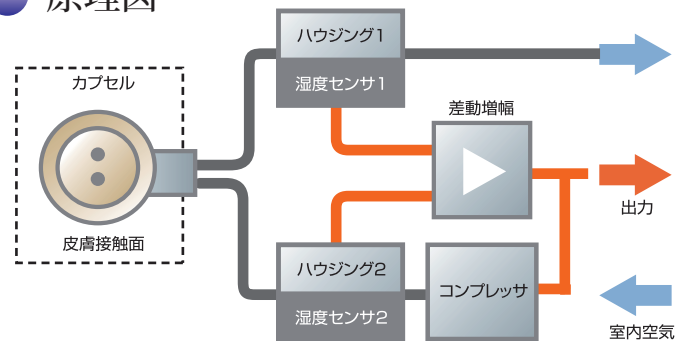 原理図
ハウジング1
湿度センサ1
カプセル
差動増幅
皮膚接触面
出力
ハウジング2
湿度センサ2
コンプレッサ
室内空気